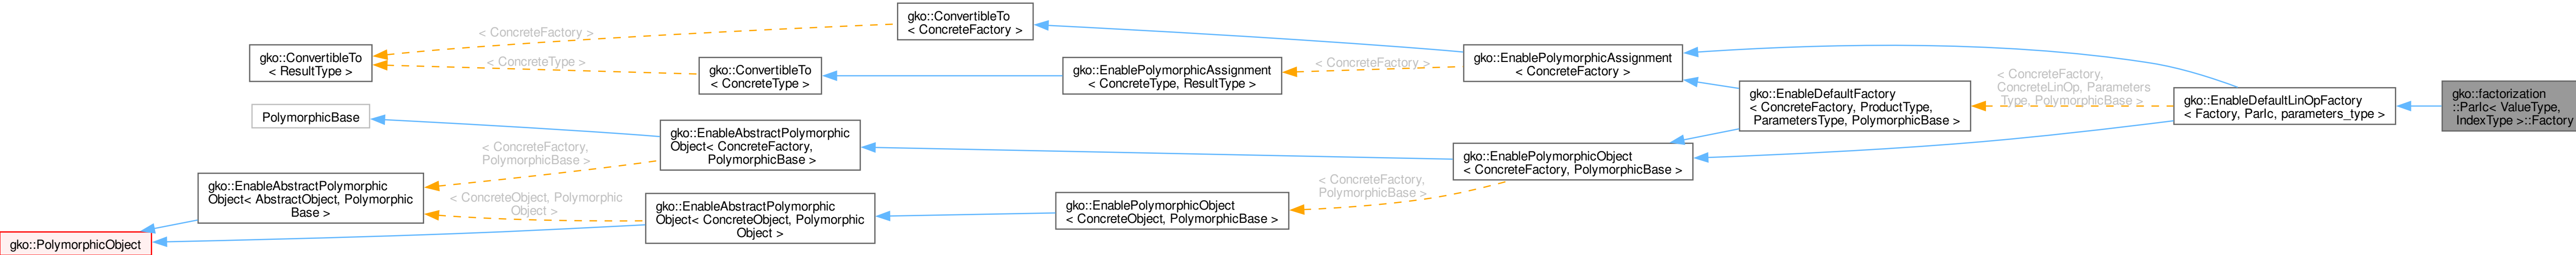 gko::ConvertibleTo
< ConcreteFactory >
< ConcreteFactory >
gko::ConvertibleTo
< ResultType >
< ConcreteType >
gko::ConvertibleTo
< ConcreteType >
gko::EnablePolymorphicAssignment
< ConcreteType, ResultType >
< ConcreteFactory >
gko::EnablePolymorphicAssignment
< ConcreteFactory >
PolymorphicBase
gko::EnableAbstractPolymorphic
Object< ConcreteFactory,
PolymorphicBase >
gko::EnableDefaultFactory
< ConcreteFactory, ProductType,
ParametersType, PolymorphicBase >
< ConcreteFactory,
ConcreteLinOp, Parameters
Type, PolymorphicBase >
gko::EnableDefaultLinOpFactory
< Factory, ParIc, parameters_type >
gko::factorization
::ParIc< ValueType,
IndexType >::Factory
< ConcreteFactory,
PolymorphicBase >
gko::EnablePolymorphicObject
< ConcreteFactory, PolymorphicBase >
gko::EnableAbstractPolymorphic
Object< AbstractObject, Polymorphic
Base >
< ConcreteObject, Polymorphic
Object >
gko::EnableAbstractPolymorphic
Object< ConcreteObject, Polymorphic
Object >
gko::EnablePolymorphicObject
< ConcreteObject, PolymorphicBase >
< ConcreteFactory,
PolymorphicBase >
gko::PolymorphicObject